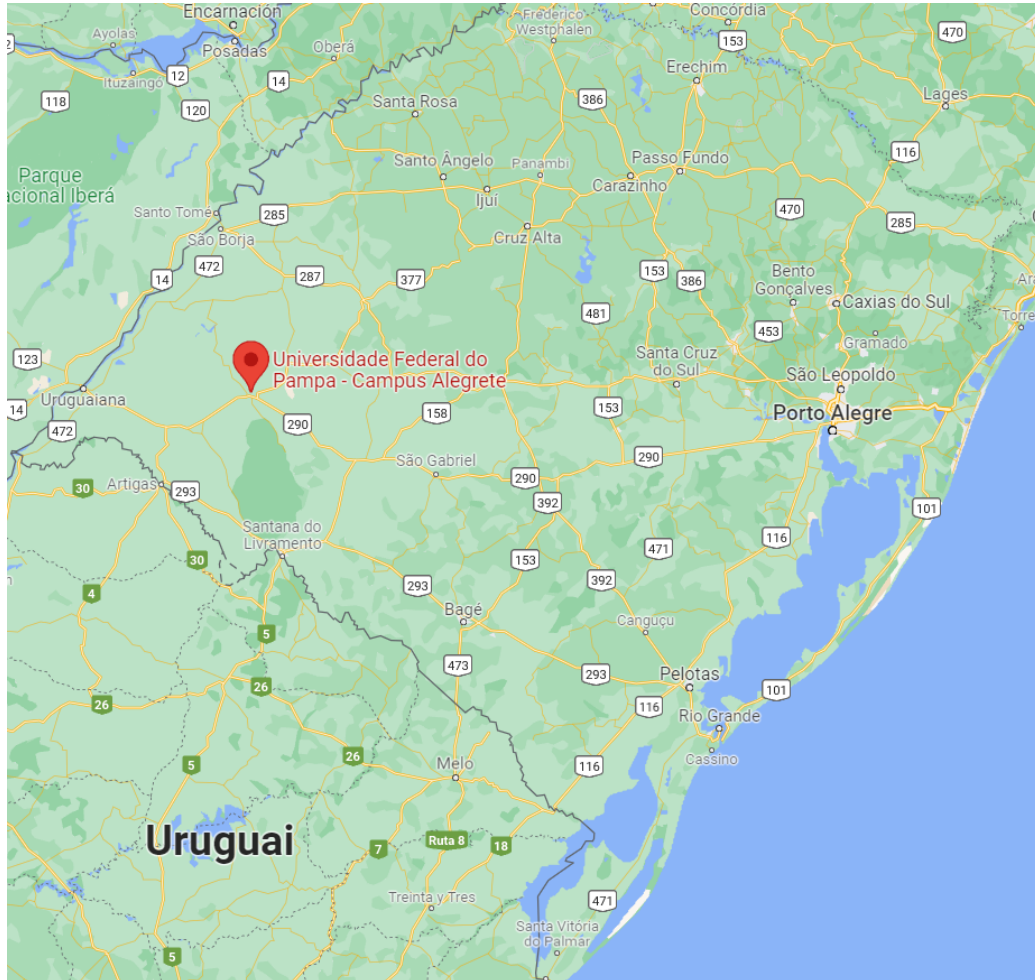 Encarnación
Concórdia
Frederico
Westphalen
Ayolas
Posadas
Oberá
153
470
Ituzaingó
12
14
Erechim
118
120
386
Lages
Santa Rosa
116
Santo Ângelo
Panambi
Passo Fundo
Parque
acional Iberá
Ijuí
Carazinho
Santo Tomé
285
470
285
São Borja
Cruz Alta
472
14
287
377
153
386
Bento
Gonçalves
Caxias do Sul
481
Torre
453
Gramado
123
Universidade Federal do
Pampa - Campus Alegrete
Santa Cruz
do Sul
São Leopoldo
Uruguaiana
14
472
158
153
Porto Alegre
290
São Gabriel
290
290
30
Artigas
293
392
101
Santana do
Livramento
116
471
30
153
293
392
4
Bagé
Canguçu
5
473
293
Pelotas
26
26
101
116
Rio Grande
26
Cassino
5
Melo
116
Uruguai
7
Ruta 8
18
Treinta y Tres
471
Santa Vitória
do Palmar
5